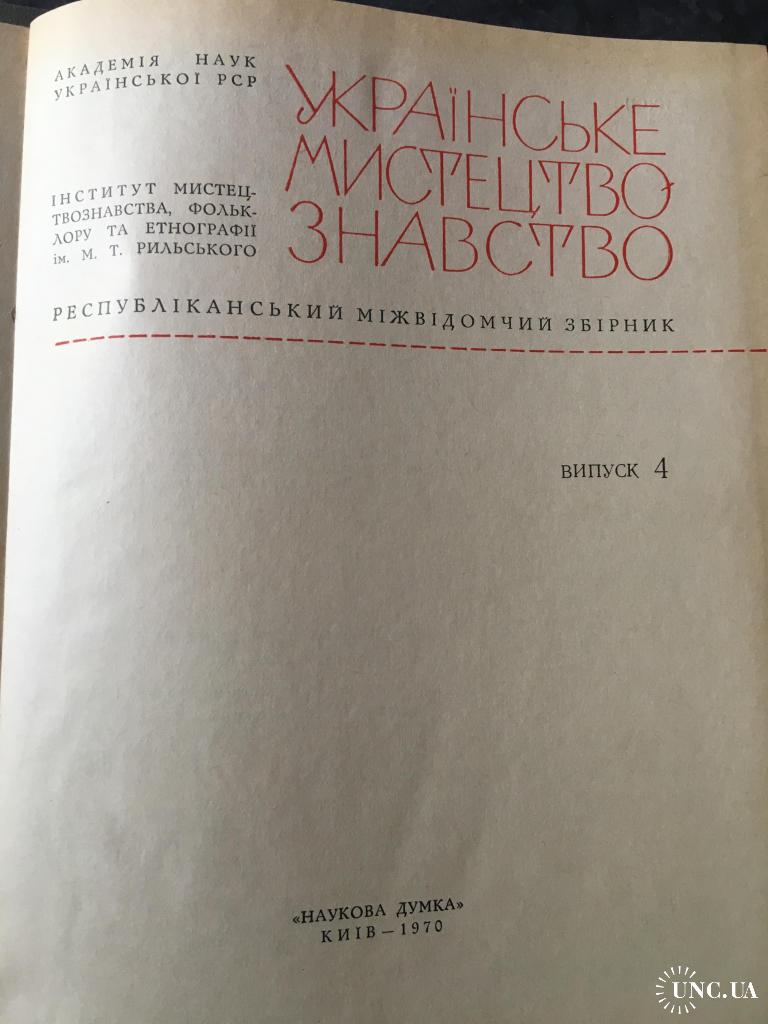 АКАДЕМІЯ НАУК
УКРАЇНСЬКОЇ РСР
ІНСТИТУТ МИСТЕЦ-
ТВОЗНАВСТВА, ФОЛЬК-
ЛОРУ ТА ЕТНОГРАФІЇ
ім. М. Т. РИЛЬСЬКОГО
УКРАЇНСЬКЕ
МИСТЕЦТВО-
ЗНАВСТВО
РЕСПУБЛІКАНСЬКИЙ МІЖВІДОМЧИЙ ЗБІРНИК
ВИПУСК 4
«НАУКОВА ДУМКА»
КИЇВ — 1970
UNC.UA